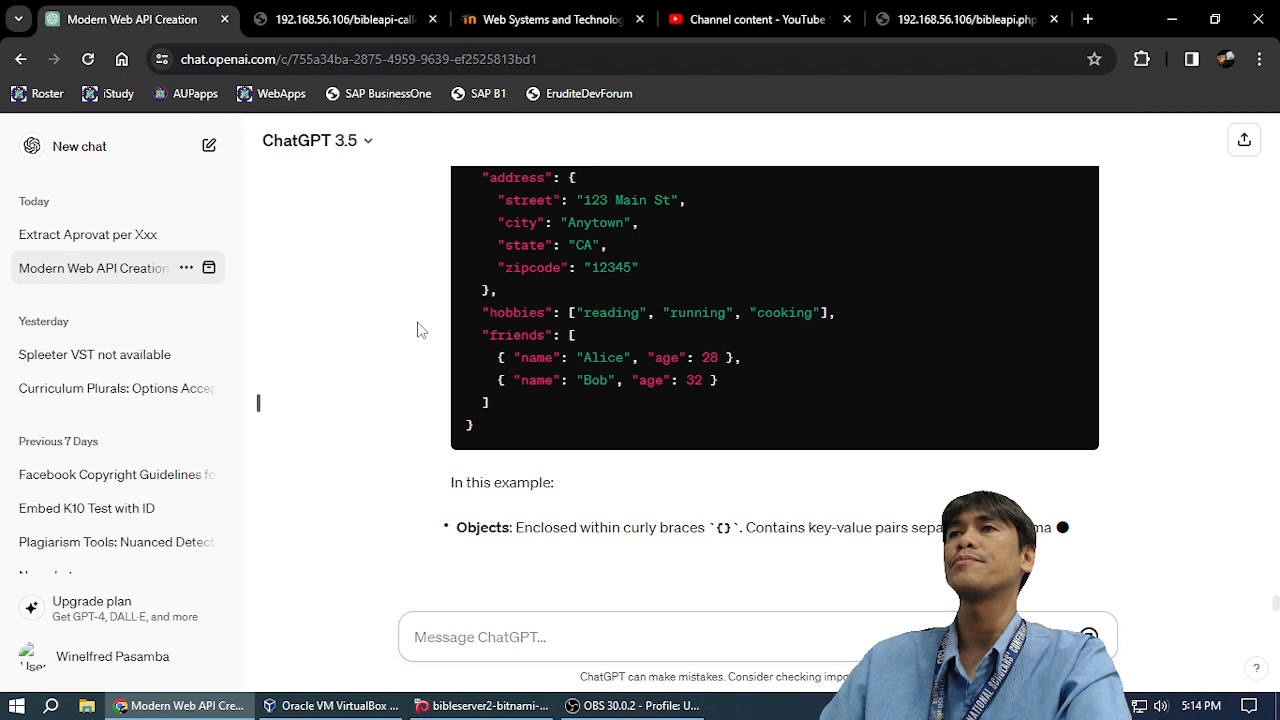 Modern Web API Creation
192.168.56.106/bibleapi-call
Web Systems and Technolog
Channel content - YouTube
192.168.56.106/bibleapi.php
chat.openai.com/c/755a34ba-2875-4959-9639-ef2525813bd1
Roster
iStudy
AUPapps
WebApps
SAP BusinessOne
SAP B1
EruditeDevForum
New chat
Today
Extract Aprovat per Xxx
Modern Web API Creation
Yesterday
Spleeter VST not available
Curriculum Plurals: Options Accep
Previous 7 Days
Facebook Copyright Guidelines fo
Embed K10 Test with ID
Plagiarism Tools: Nuanced Detect
Upgrade plan
Get GPT-4, DALL·E, and more
Winelfred Pasamba
ChatGPT 3.5
"address": {
"street": "123 Main St",
"city": "Anytown",
"state": "CA",
"zipcode": "12345"
},
"hobbies": ["reading", "running", "cooking"],
"friends": [
{ "name": "Alice", "age": 28 },
{ "name": "Bob", "age": 32 }
]
}
In this example:
• Objects: Enclosed within curly braces `{}`. Contains key-value pairs
Message ChatGPT...
ChatGPT can make mistakes. Consider checking
?
Modern Web API Cre...
Oracle VM VirtualBox ...
bibleserver2-bitnami-...
OBS 30.0.2 - Profile: U...
5:14 PM